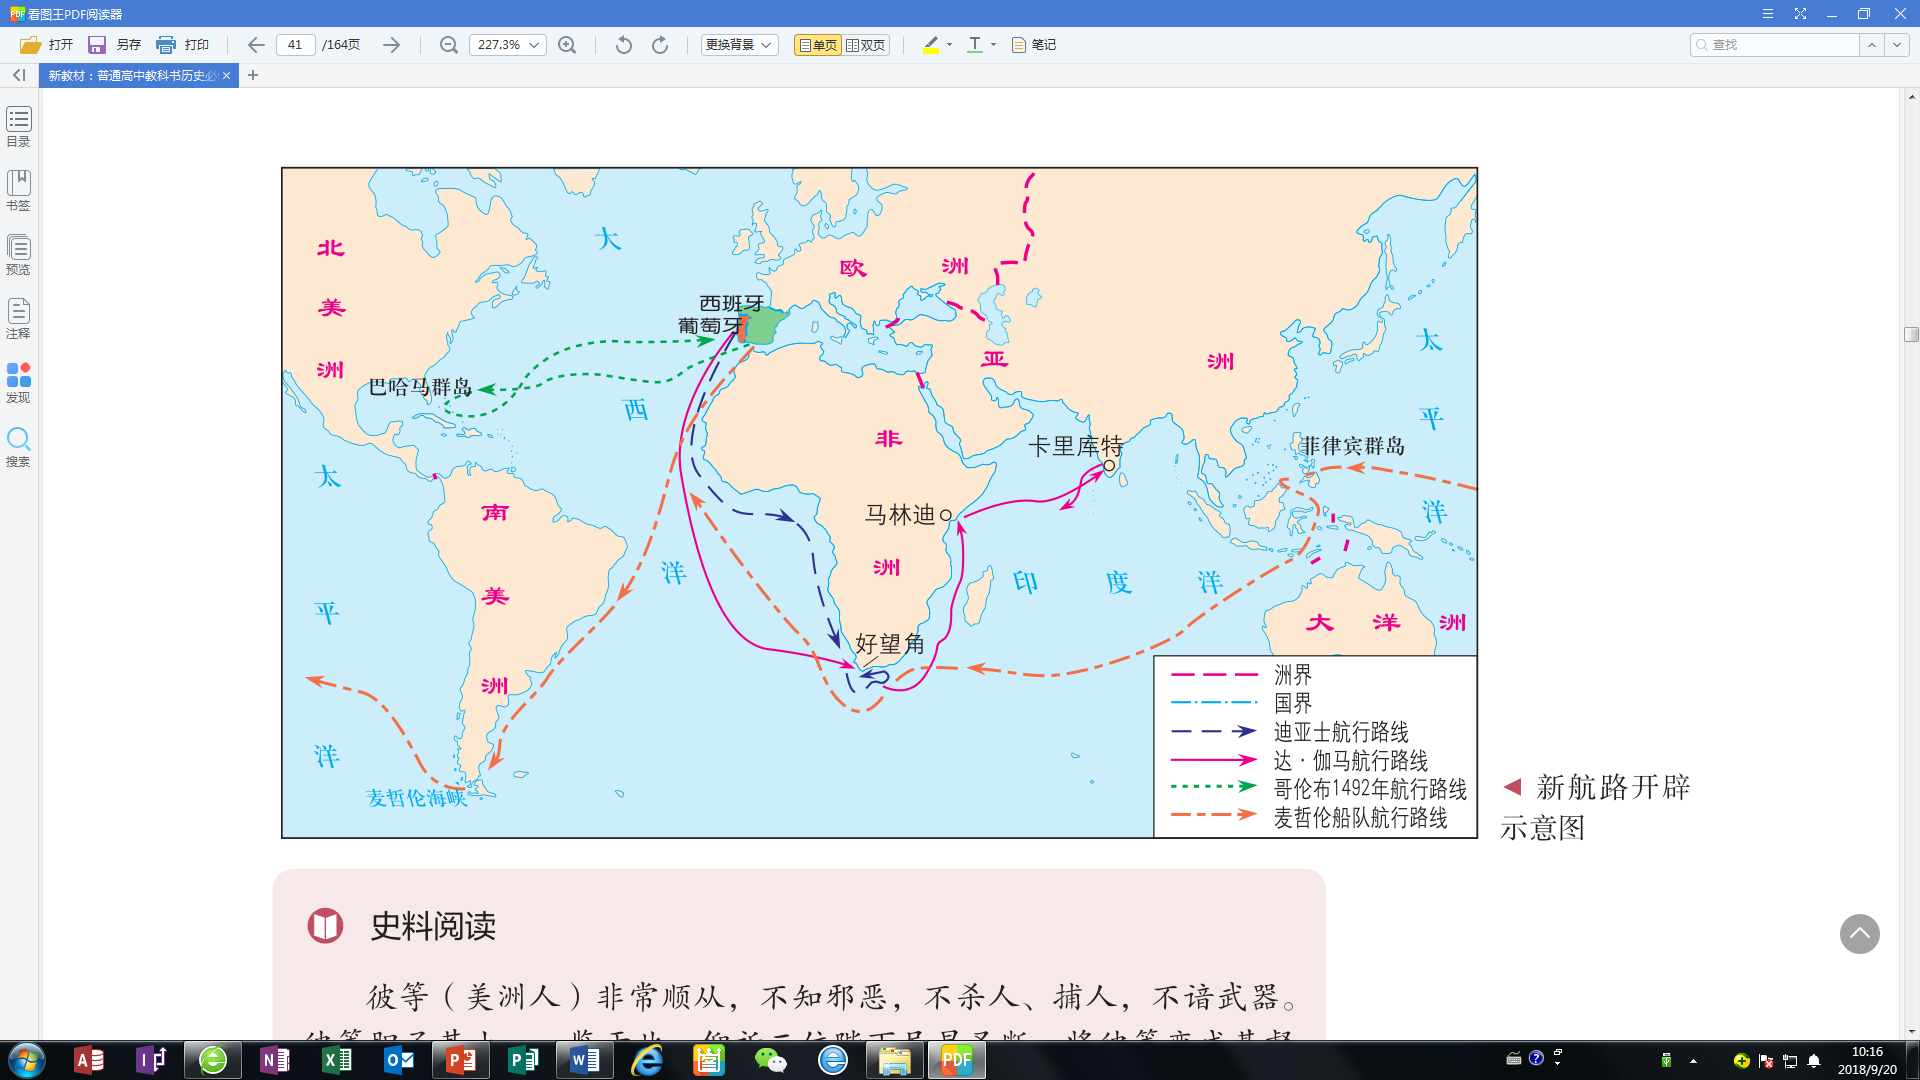 看图王PDF阅读器
打开 另存 打印 41 /164页 227.3% 更换背景 单页 双页 笔记 查找
新教材：普通高中教科书历史必
目录
书签
预览
注释
发现
搜索
北
美
洲
大
西
洋
欧
洲
西班牙
葡萄牙
巴哈马群岛
亚
洲
太
平
洋
非
洲
卡里库特
菲律宾群岛
马林迪
太
平
洋
南
美
洲
印 度 洋
大 洋 洲
好望角
麦哲伦海峡
洲界
国界
迪亚士航行路线
达·伽马航行路线
哥伦布1492年航行路线
麦哲伦船队航行路线
新航路开辟
示意图
史料阅读
彼等（美洲人）非常顺从，不知邪恶，不杀人、捕人，不谙武器。
10:16
2018/9/20